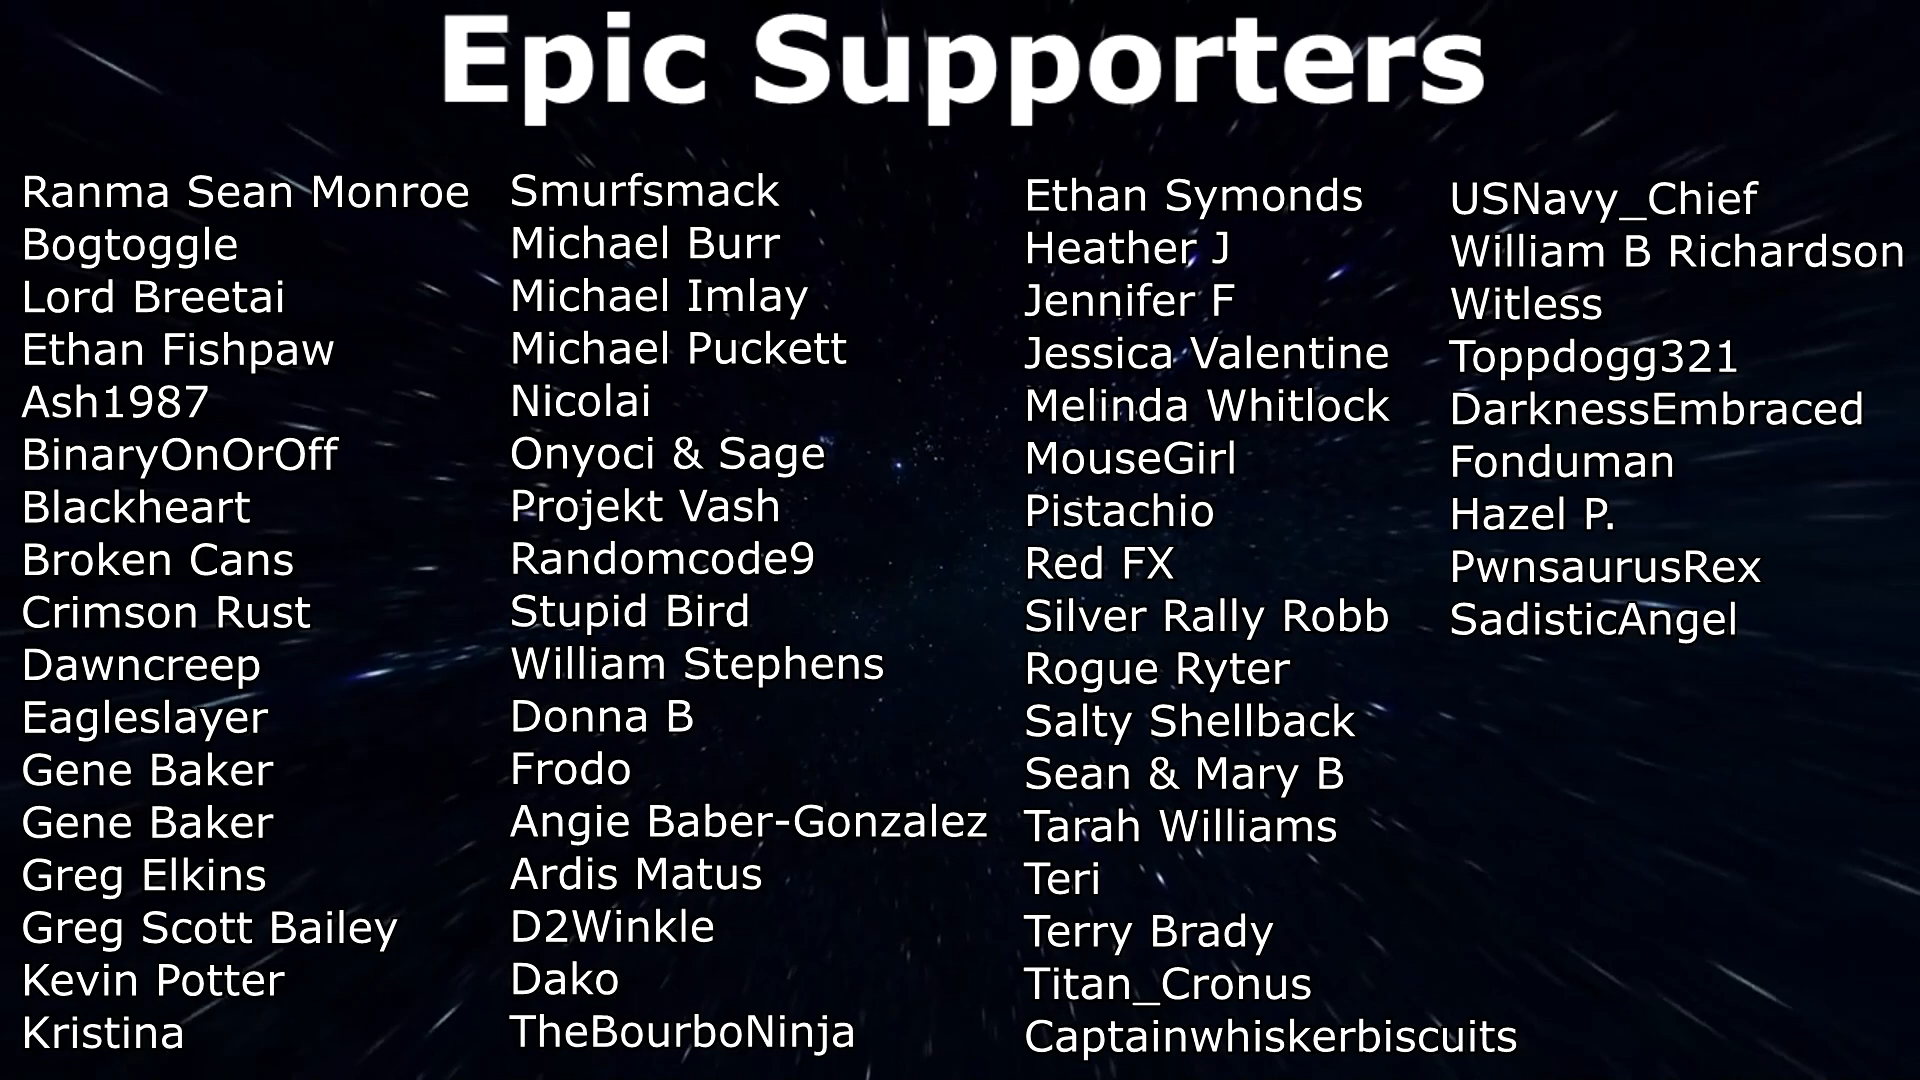 Epic Supporters
Ranma Sean Monroe
Bogtoggle
Lord Breetai
Ethan Fishpaw
Ash1987
BinaryOnOrOff
Blackheart
Broken Cans
Crimson Rust
Dawncreep
Eagleslayer
Gene Baker
Gene Baker
Greg Elkins
Greg Scott Bailey
Kevin Potter
Kristina
Smurfsmack
Michael Burr
Michael Imlay
Michael Puckett
Nicolai
Onyoci & Sage
Projekt Vash
Randomcode9
Stupid Bird
William Stephens
Donna B
Frodo
Angie Baber-Gonzalez
Ardis Matus
D2Winkle
Dako
TheBourboNinja
Ethan Symonds
Heather J
Jennifer F
Jessica Valentine
Melinda Whitlock
MouseGirl
Pistachio
Red FX
Silver Rally Robb
Rogue Ryter
Salty Shellback
Sean & Mary B
Tarah Williams
Teri
Terry Brady
Titan_Cronus
Captainwhiskerbiscuits
USNavy_Chief
William B Richardson
Witless
Toppdogg321
DarknessEmbraced
Fonduman
Hazel P.
PwnsaurusRex
SadisticAngel